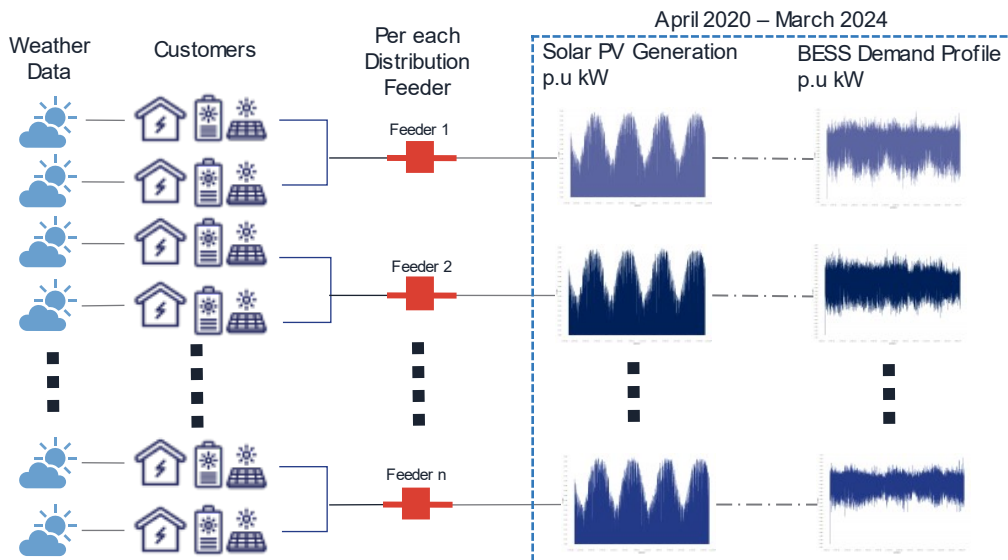 April 2020 – March 2024
Weather
Data
Customers
Per each
Distribution
Feeder
Solar PV Generation
p.u kW
BESS Demand Profile
p.u kW
Feeder 1
Feeder 2
Feeder n